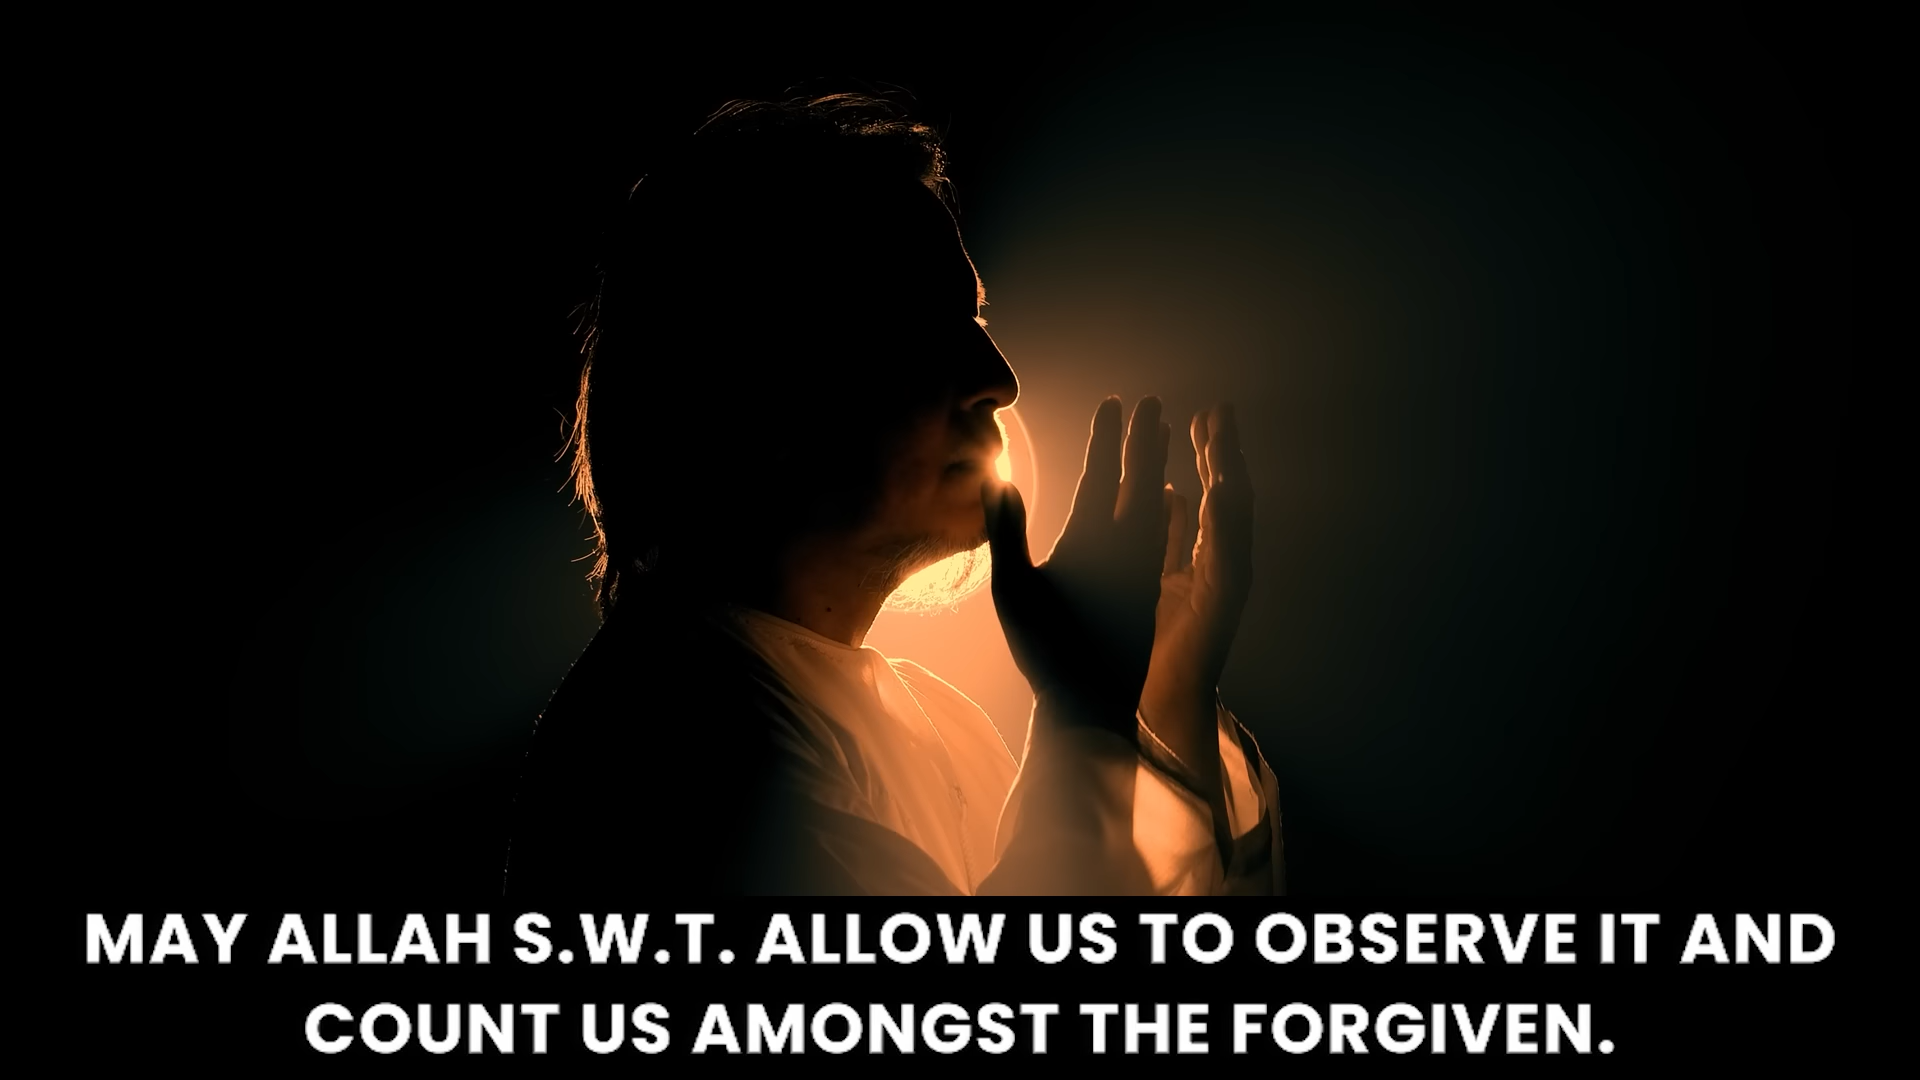 MAY ALLAH S.W.T. ALLOW US TO OBSERVE IT AND
COUNT US AMONGST THE FORGIVEN.